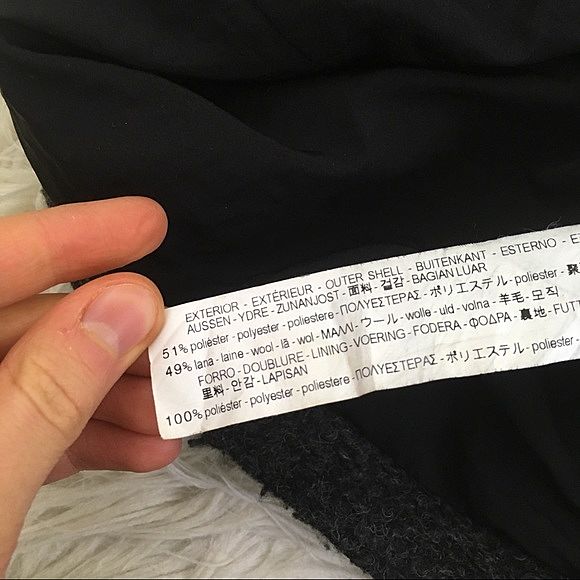 EXTERIOR - EXTÉRIEUR - OUTER SHELL - BUITENKANT - ESTERNO -
AUSSEN - YDRE - ZUNANJOST - 面料 - 겉감 - BAGIAN LUAR
51% poliéster - polyester - poliestere - ΠΟΛΥΕΣΤΕΡΑΣ - ポリエステル - poliester -
49% lana - laine - wool - lã - wol - ΜΑΛΛΙ - ウール - wolle - uld - volna - 羊毛 - 모직
FORRO - DOUBLURE - LINING - VOERING - FODERA - ΦΟΔΡΑ - 裏地 -
里料 - 안감 - LAPISAN
100% poliéster - polyester - poliestere - ΠΟΛΥΕΣΤΕΡΑΣ - ポリエステル - poliester -